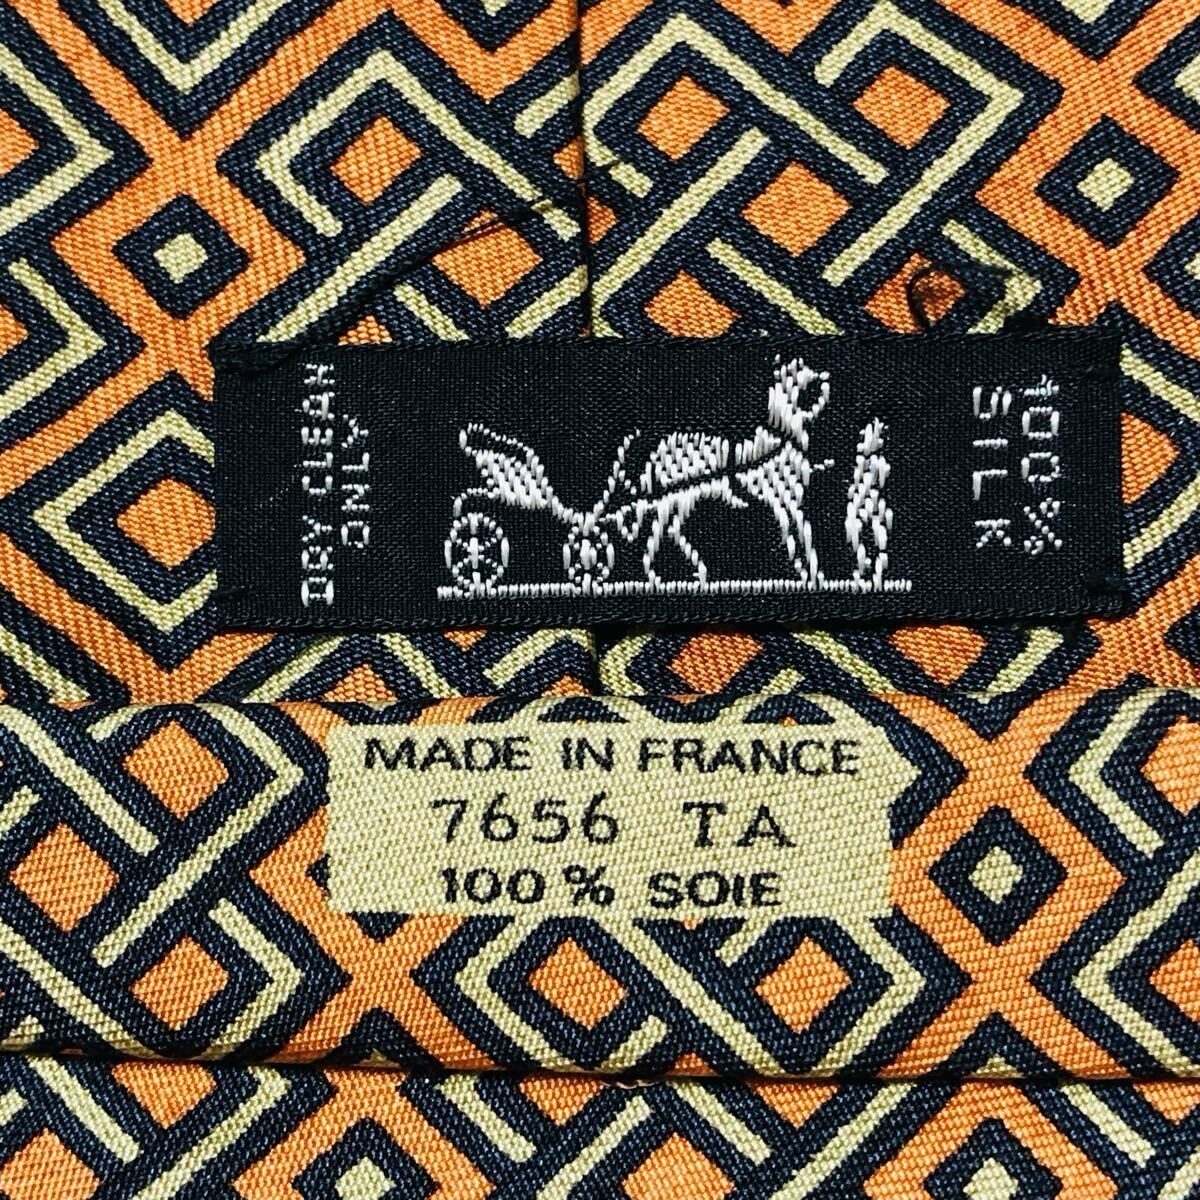 DRY CLEAN
ONLY
100%
SILK
MADE IN FRANCE
7656 TA
100 % SOIE